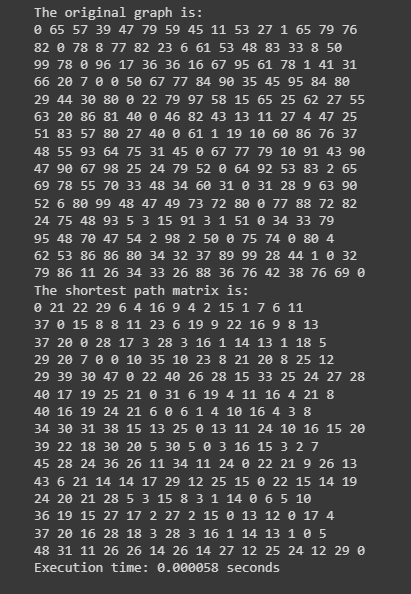 The original graph is:
0 65 57 39 47 79 59 45 11 53 27 1 65 79 76
82 0 78 8 77 82 23 6 61 53 48 83 33 8 50
99 78 0 96 17 36 36 16 67 95 61 78 1 41 31
66 20 7 0 0 50 67 77 84 90 35 45 95 84 80
29 44 30 80 0 22 79 97 58 15 65 25 62 27 55
63 20 86 81 40 0 46 82 43 13 11 27 4 47 25
51 83 57 80 27 40 0 61 1 19 10 60 86 76 37
48 55 93 64 75 31 45 0 67 77 79 10 91 43 90
47 90 67 98 25 24 79 52 0 64 92 53 83 2 65
69 78 55 70 33 48 34 60 31 0 31 28 9 63 90
52 6 80 99 48 47 49 73 72 80 0 77 88 72 82
24 75 48 93 5 3 15 91 3 1 51 0 34 33 79
95 48 70 47 54 2 98 2 50 0 75 74 0 80 4
62 53 86 86 80 34 32 37 89 99 28 44 1 0 32
79 86 11 26 34 33 26 88 36 76 42 38 76 69 0
The shortest path matrix is:
0 21 22 29 6 4 16 9 4 2 15 1 7 6 11
37 0 15 8 8 11 23 6 19 9 22 16 9 8 13
37 20 0 28 17 3 28 3 16 1 14 13 1 18 5
29 20 7 0 0 10 35 10 23 8 21 20 8 25 12
29 39 30 47 0 22 40 26 28 15 33 25 24 27 28
40 17 19 25 21 0 31 6 19 4 11 16 4 21 8
40 16 19 24 21 6 0 6 1 4 10 16 4 3 8
34 30 31 38 15 13 25 0 13 11 24 10 16 15 20
39 22 18 30 20 5 30 5 0 3 16 15 3 2 7
45 28 24 36 26 11 34 11 24 0 22 21 9 26 13
43 6 21 14 14 17 29 12 25 15 0 22 15 14 19
24 20 21 28 5 3 15 8 3 1 14 0 6 5 10
36 19 15 27 17 2 27 2 15 0 13 12 0 17 4
37 20 16 28 18 3 28 3 16 1 14 13 1 0 5
48 31 11 26 26 14 26 14 27 12 25 24 12 29 0
Execution time: 0.000058 seconds